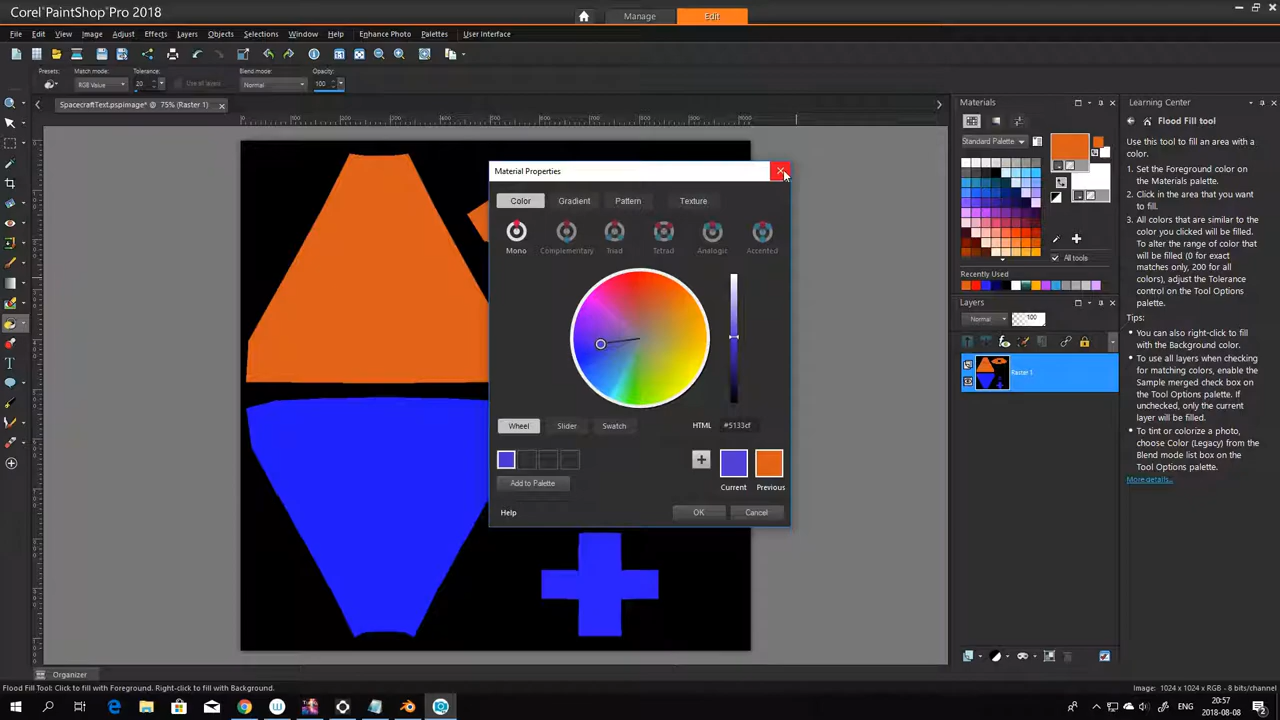 Corel PaintShop Pro 2018
Manage
Edit
File Edit View Image Adjust Effects Layers Objects Selections Window Help Enhance Photo Palettes User Interface
Presets: Match mode: Tolerance: Blend mode: Opacity:
RGB Value 20 Use all layers Normal 100
SpacecraftText.pspimage* @ 75% (Raster 1)
Material Properties
Color Gradient Pattern Texture
Mono Complementary Triad Tetrad Analogic Accented
Wheel Slider Swatch HTML #5133cf
Add to Palette
Current Previous
Help OK Cancel
Materials
Standard Palette
All tools
Recently Used
Layers
Normal 100
Raster 1
Learning Center
Flood Fill tool
Use this tool to fill an area with a
color.
1. Set the Foreground color on
the Materials palette.
2. Click in the area that you want
to fill.
3. All colors that are similar to the
color you clicked will be filled.
To alter the range of color that
will be filled (0 for exact
matches only, 200 for all
colors), adjust the Tolerance
control on the Tool Options
palette.
Tips:
You can also right-click to fill
with the Background color.
To use all layers when checking
for matching colors, enable the
Sample merged check box on
the Tool Options palette. If
unchecked, only the current
layer will be filled.
To tint or colorize a photo,
choose Color (Legacy) from the
Blend mode list box on the
Tool Options palette.
More details...
Organizer
Flood Fill Tool: Click to fill with Foreground. Right-click to fill with Background.
Image: 1024 x 1024 x RGB - 8 bits/channel
20:57
2018-08-08